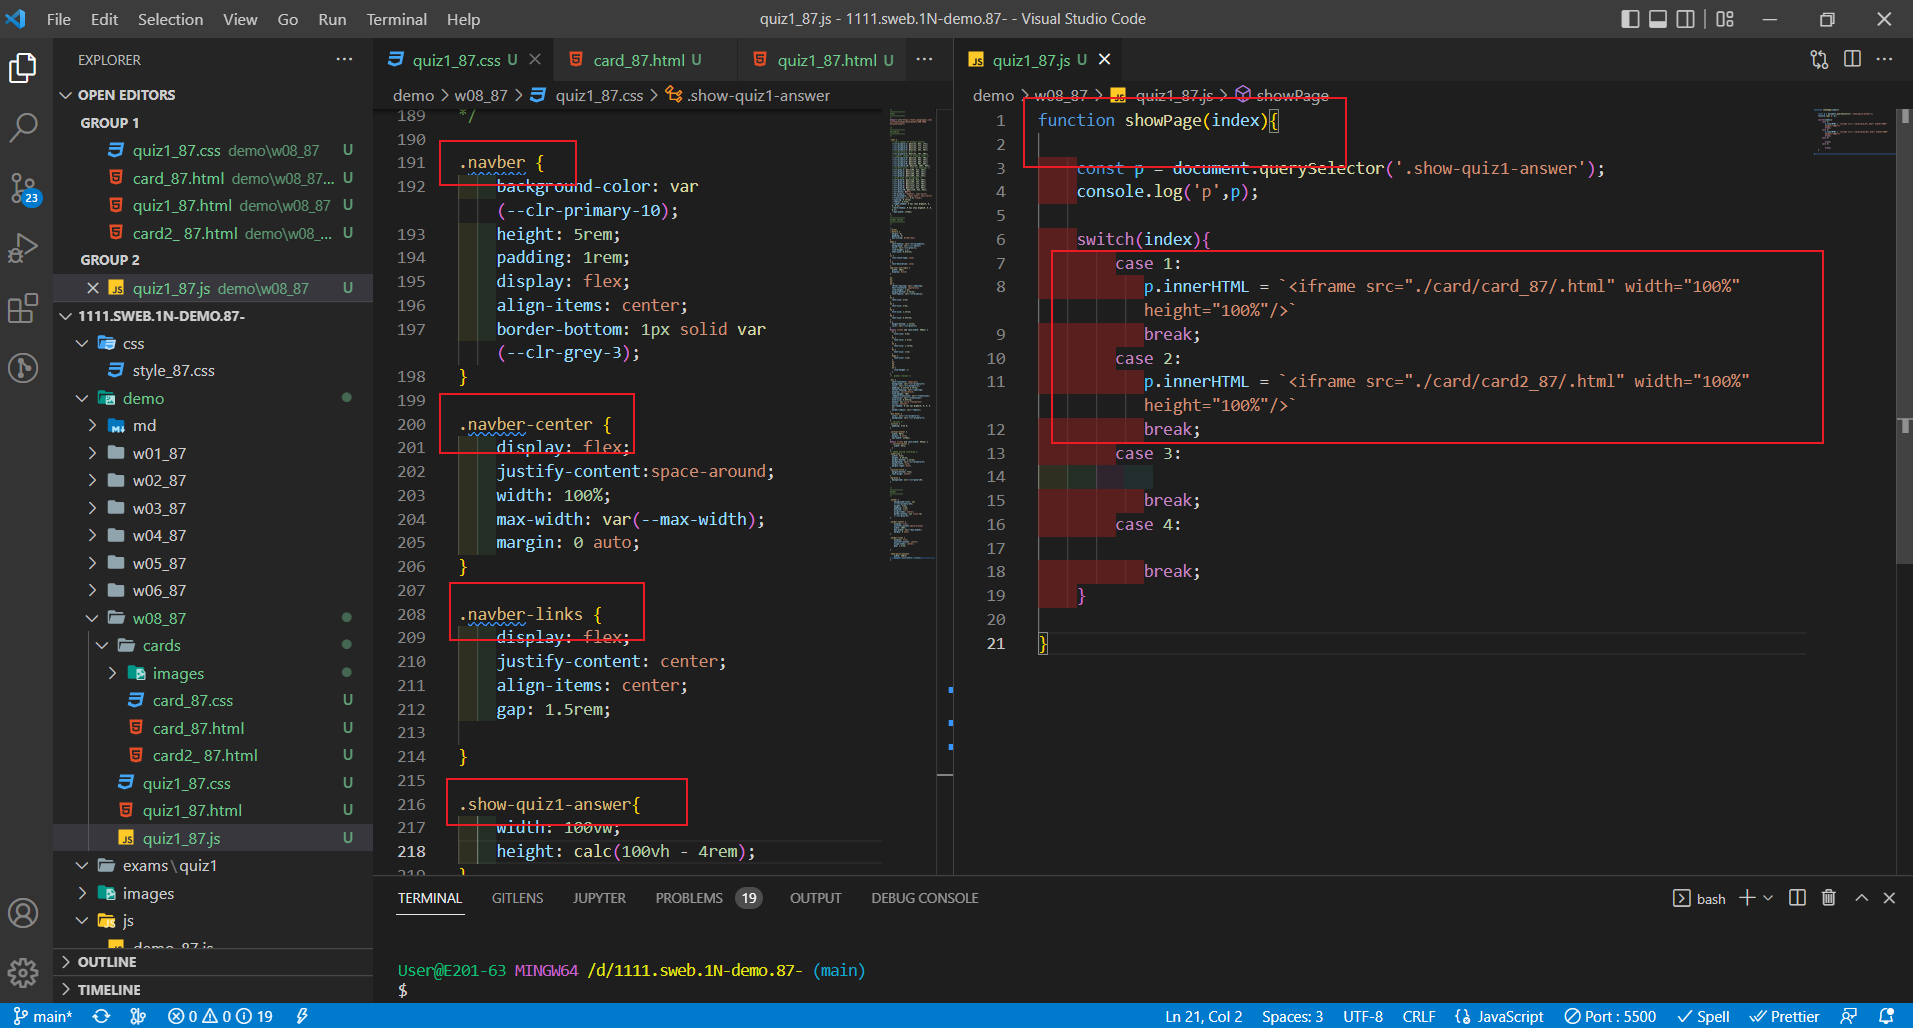 File Edit Selection View Go Run Terminal Help
quiz1_87.js - 1111.sweb.1N-demo.87- - Visual Studio Code
EXPLORER
OPEN EDITORS
GROUP 1
quiz1_87.css demo\w08_87 U
card_87.html demo\w08_87... U
quiz1_87.html demo\w08_87 U
card2_ 87.html demo\w08_... U
GROUP 2
quiz1_87.js demo\w08_87 U
1111.SWEB.1N-DEMO.87-
css
style_87.css
demo
md
w01_87
w02_87
w03_87
w04_87
w05_87
w06_87
w08_87
cards
images
card_87.css U
card_87.html U
card2_ 87.html U
quiz1_87.css U
quiz1_87.html U
quiz1_87.js U
exams\quiz1
images
js
demo_87.js
OUTLINE
TIMELINE
23
quiz1_87.css U
card_87.html U
quiz1_87.html U
demo > w08_87 > quiz1_87.css > .show-quiz1-answer
189 */
190
191 .navber {
192 background-color: var
(--clr-primary-10);
193 height: 5rem;
194 padding: 1rem;
195 display: flex;
196 align-items: center;
197 border-bottom: 1px solid var
(--clr-grey-3);
198 }
199
200 .navber-center {
201 display: flex;
202 justify-content:space-around;
203 width: 100%;
204 max-width: var(--max-width);
205 margin: 0 auto;
206 }
207
208 .navber-links {
209 display: flex;
210 justify-content: center;
211 align-items: center;
212 gap: 1.5rem;
213
214 }
215
216 .show-quiz1-answer{
217 width: 100vw;
218 height: calc(100vh - 4rem);
219 }
JS quiz1_87.js U
demo > w08_87 > JS quiz1_87.js > showPage
1 function showPage(index){
2
3 const p = document.querySelector('.show-quiz1-answer');
4 console.log('p',p);
5
6 switch(index){
7 case 1:
8 p.innerHTML = `<iframe src="./card/card_87/.html" width="100%"
height="100%"/>`
9 break;
10 case 2:
11 p.innerHTML = `<iframe src="./card/card2_87/.html" width="100%"
height="100%"/>`
12 break;
13 case 3:
14
15 break;
16 case 4:
17
18 break;
19 }
20
21 }
TERMINAL GITLENS JUPYTER PROBLEMS 19 OUTPUT DEBUG CONSOLE
bash
User@E201-63 MINGW64 /d/1111.sweb.1N-demo.87- (main)
$
main* 0 0 19
Ln 21, Col 2 Spaces: 3 UTF-8 CRLF JavaScript Port : 5500 Spell Prettier